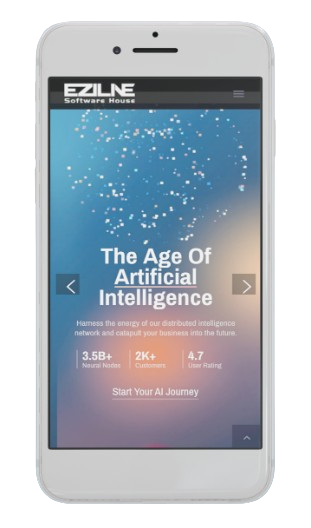 EZILNE
Software House
The Age Of
Artificial
Intelligence
Harness the energy of our distributed intelligence
network and catapult your business into the future.
3.5B+ 2K+ 4.7
Neural Nodes Customers User Rating
Start Your AI Journey